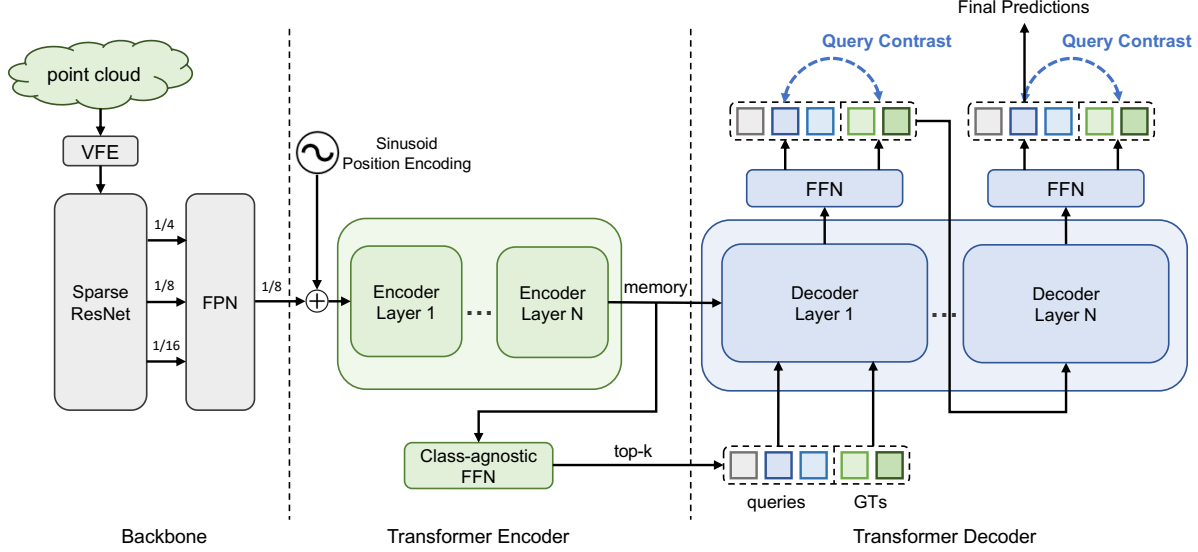 Final Predictions
Query Contrast
Query Contrast
point cloud
VFE
Sinusoid
Position Encoding
FFN
FFN
1/4
1/8
1/16
Sparse
ResNet
FPN
1/8
Encoder
Layer 1
...
Encoder
Layer N
memory
Decoder
Layer 1
...
Decoder
Layer N
Class-agnostic
FFN
top-k
queries
GTs
Backbone
Transformer Encoder
Transformer Decoder